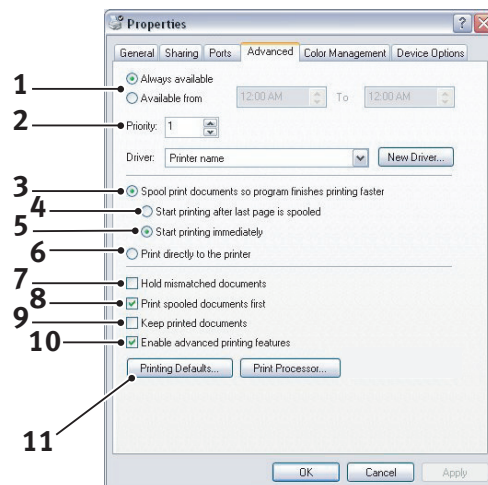 Properties
General Sharing Ports Advanced Color Management Device Options
1 Always available
Available from 12:00 AM To 12:00 AM
2 Priority: 1
Driver: Printer name New Driver...
3 Spool print documents so program finishes printing faster
4 Start printing after last page is spooled
5 Start printing immediately
6 Print directly to the printer
7 Hold mismatched documents
8 Print spooled documents first
9 Keep printed documents
10 Enable advanced printing features
Printing Defaults... Print Processor...
11
OK Cancel Apply